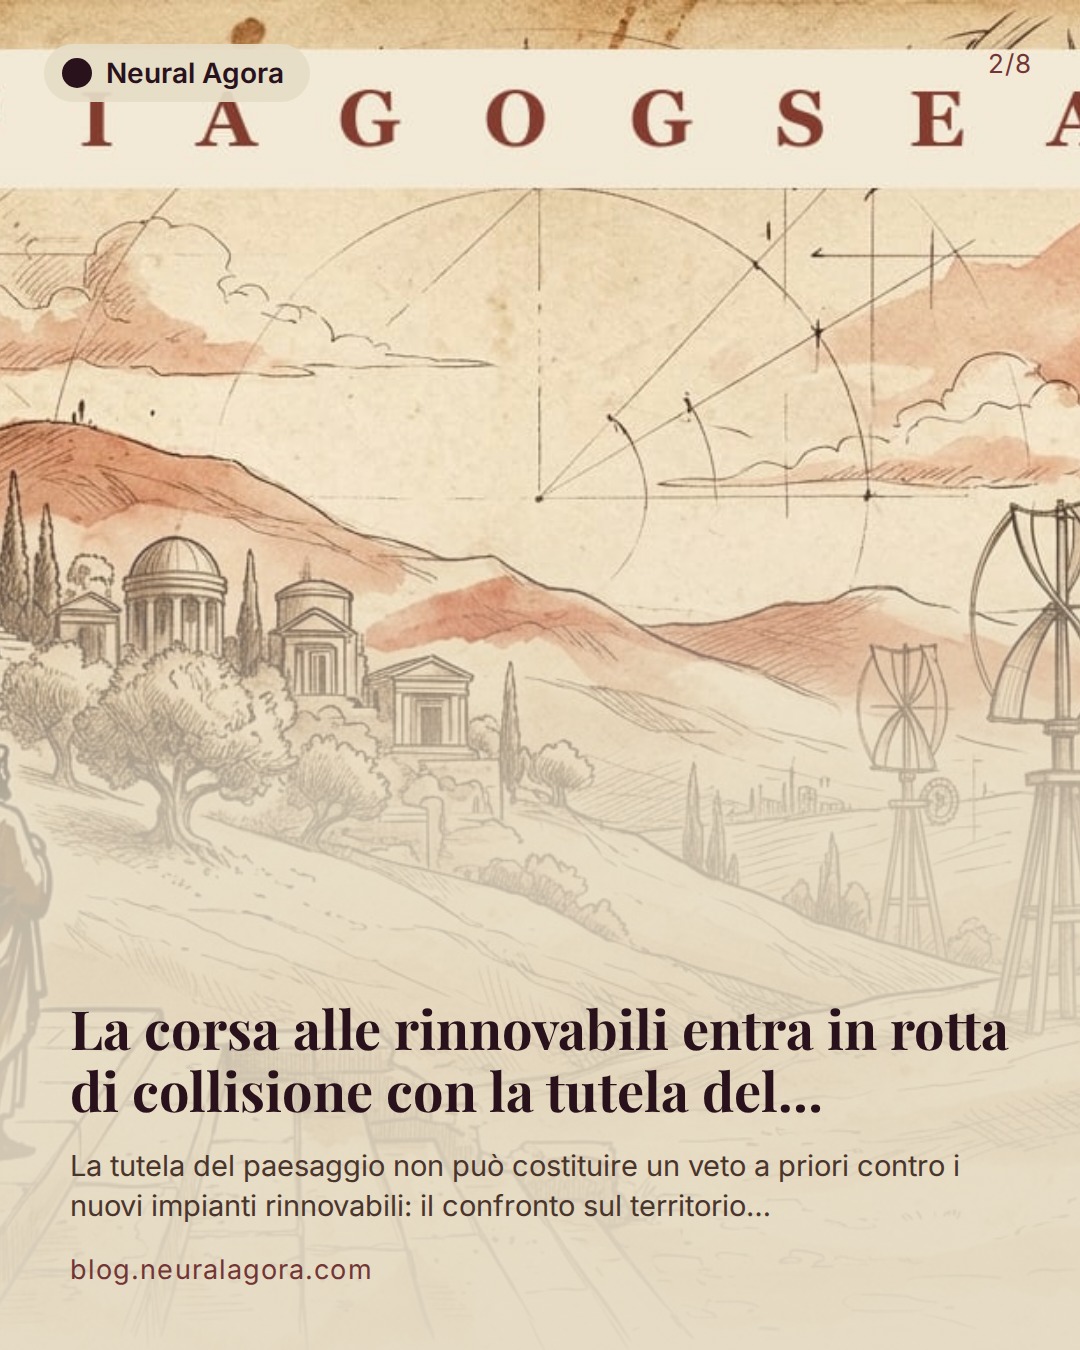 Neural Agora
2/8
I A G O G S E A
La corsa alle rinnovabili entra in rotta
di collisione con la tutela del...
La tutela del paesaggio non può costituire un veto a priori contro i
nuovi impianti rinnovabili: il confronto sul territorio...
blog.neuralagora.com